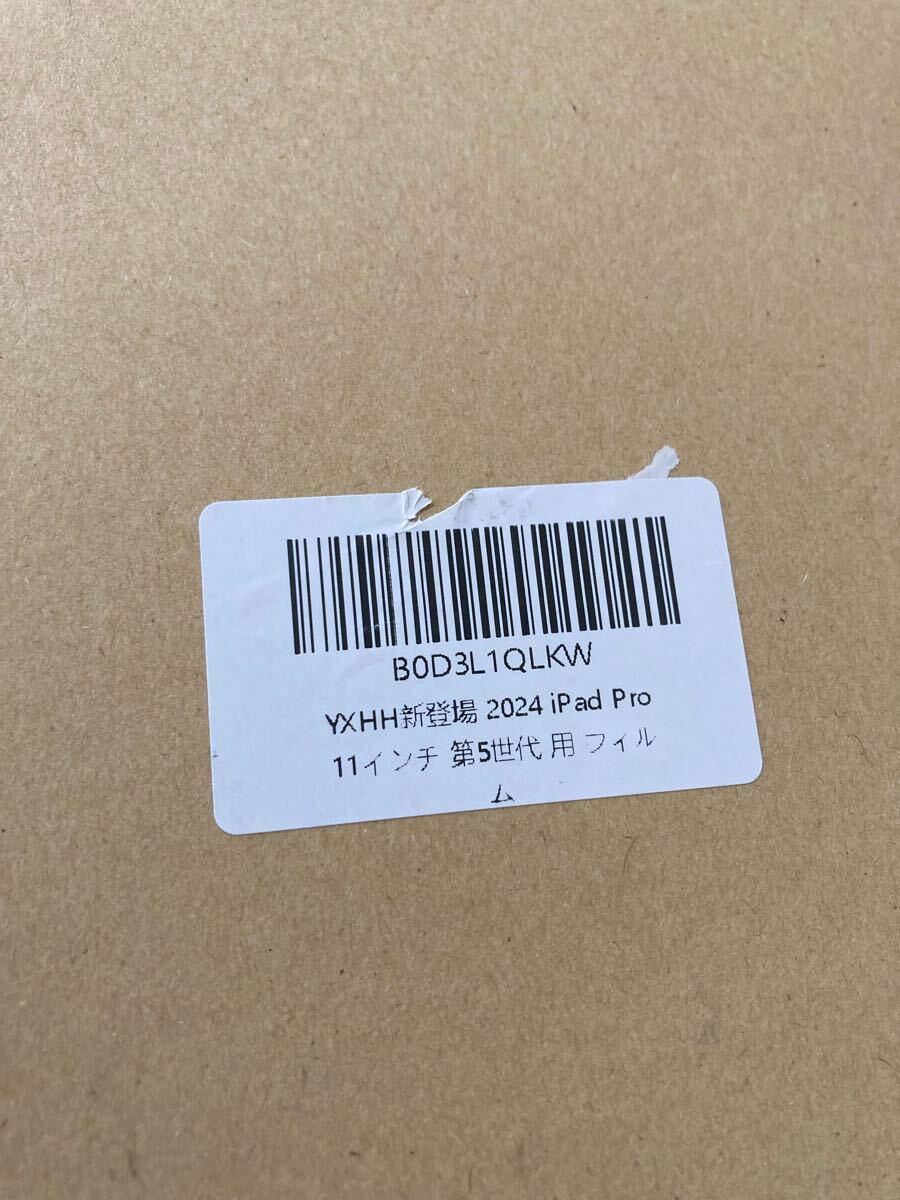 B0D3L1QLKW
YXHH新登場 2024 iPad Pro
11インチ 第5世代 用 フィル
ム